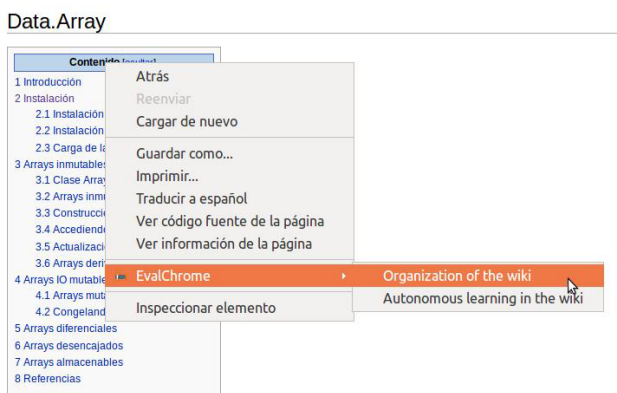 Data.Array
Contenido [ocultar]
1 Introducción
2 Instalación
2.1 Instalación
2.2 Instalación
2.3 Carga de la
3 Arrays inmutables
3.1 Clase Array
3.2 Arrays inm
3.3 Construcci
3.4 Accediend
3.5 Actualizaci
3.6 Arrays deri
4 Arrays IO mutable
4.1 Arrays muta
4.2 Congeland
5 Arrays diferenciales
6 Arrays desencajados
7 Arrays almacenables
8 Referencias
Atrás
Reenviar
Cargar de nuevo
Guardar como...
Imprimir...
Traducir a español
Ver código fuente de la página
Ver información de la página
EvalChrome
Inspeccionar elemento
Organization of the wiki
Autonomous learning in the wiki